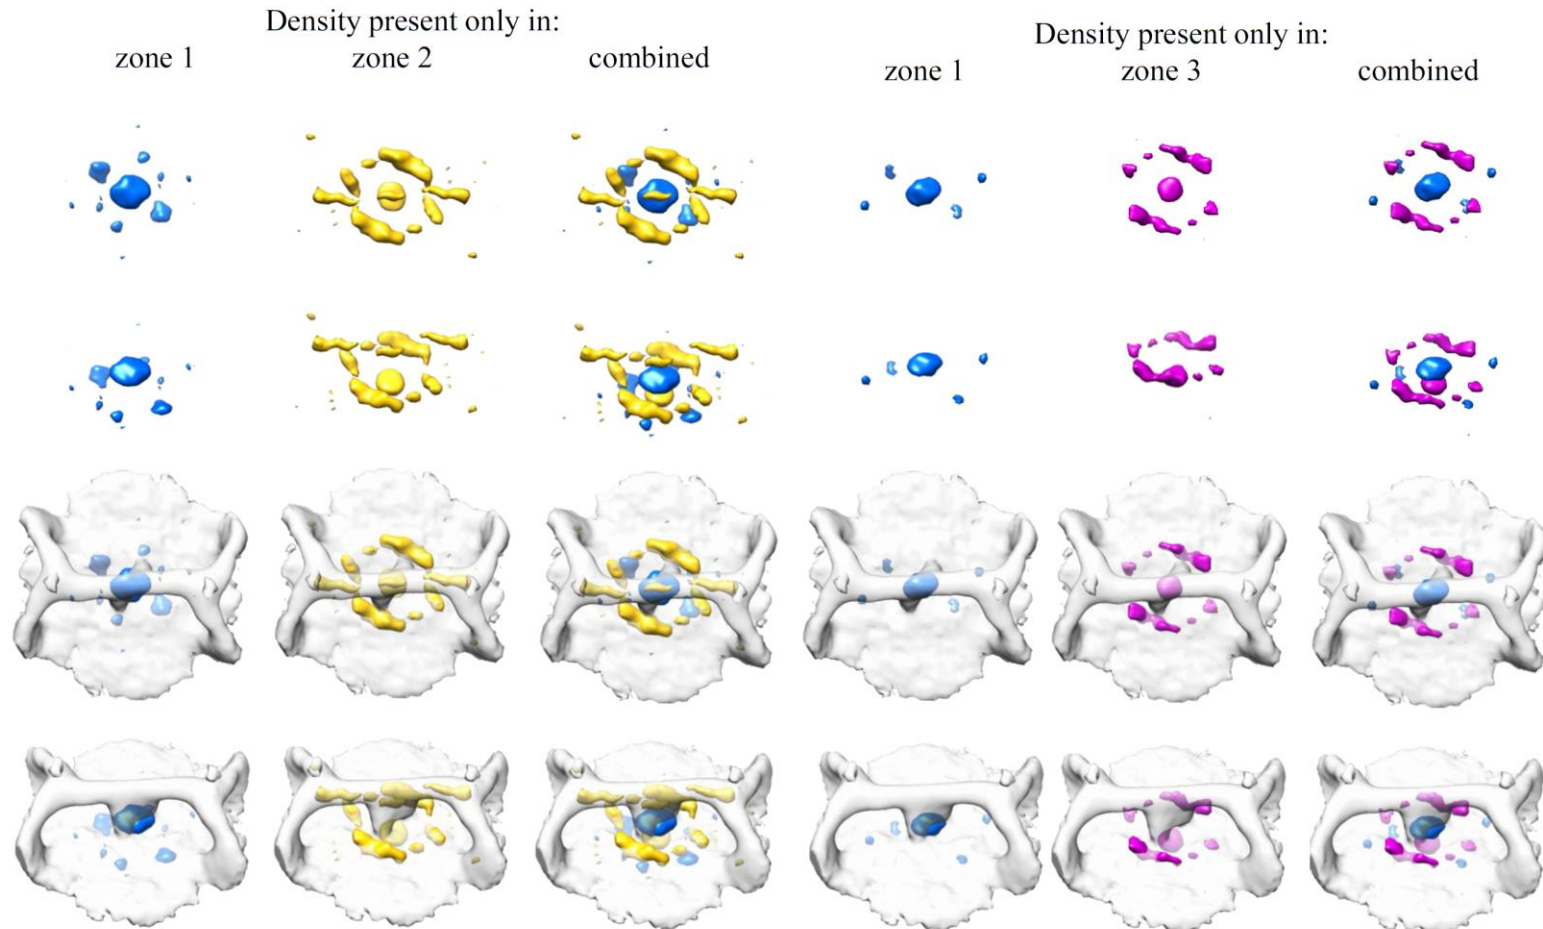 Density present only in:
zone 1 zone 2 combined
Density present only in:
zone 1 zone 3 combined